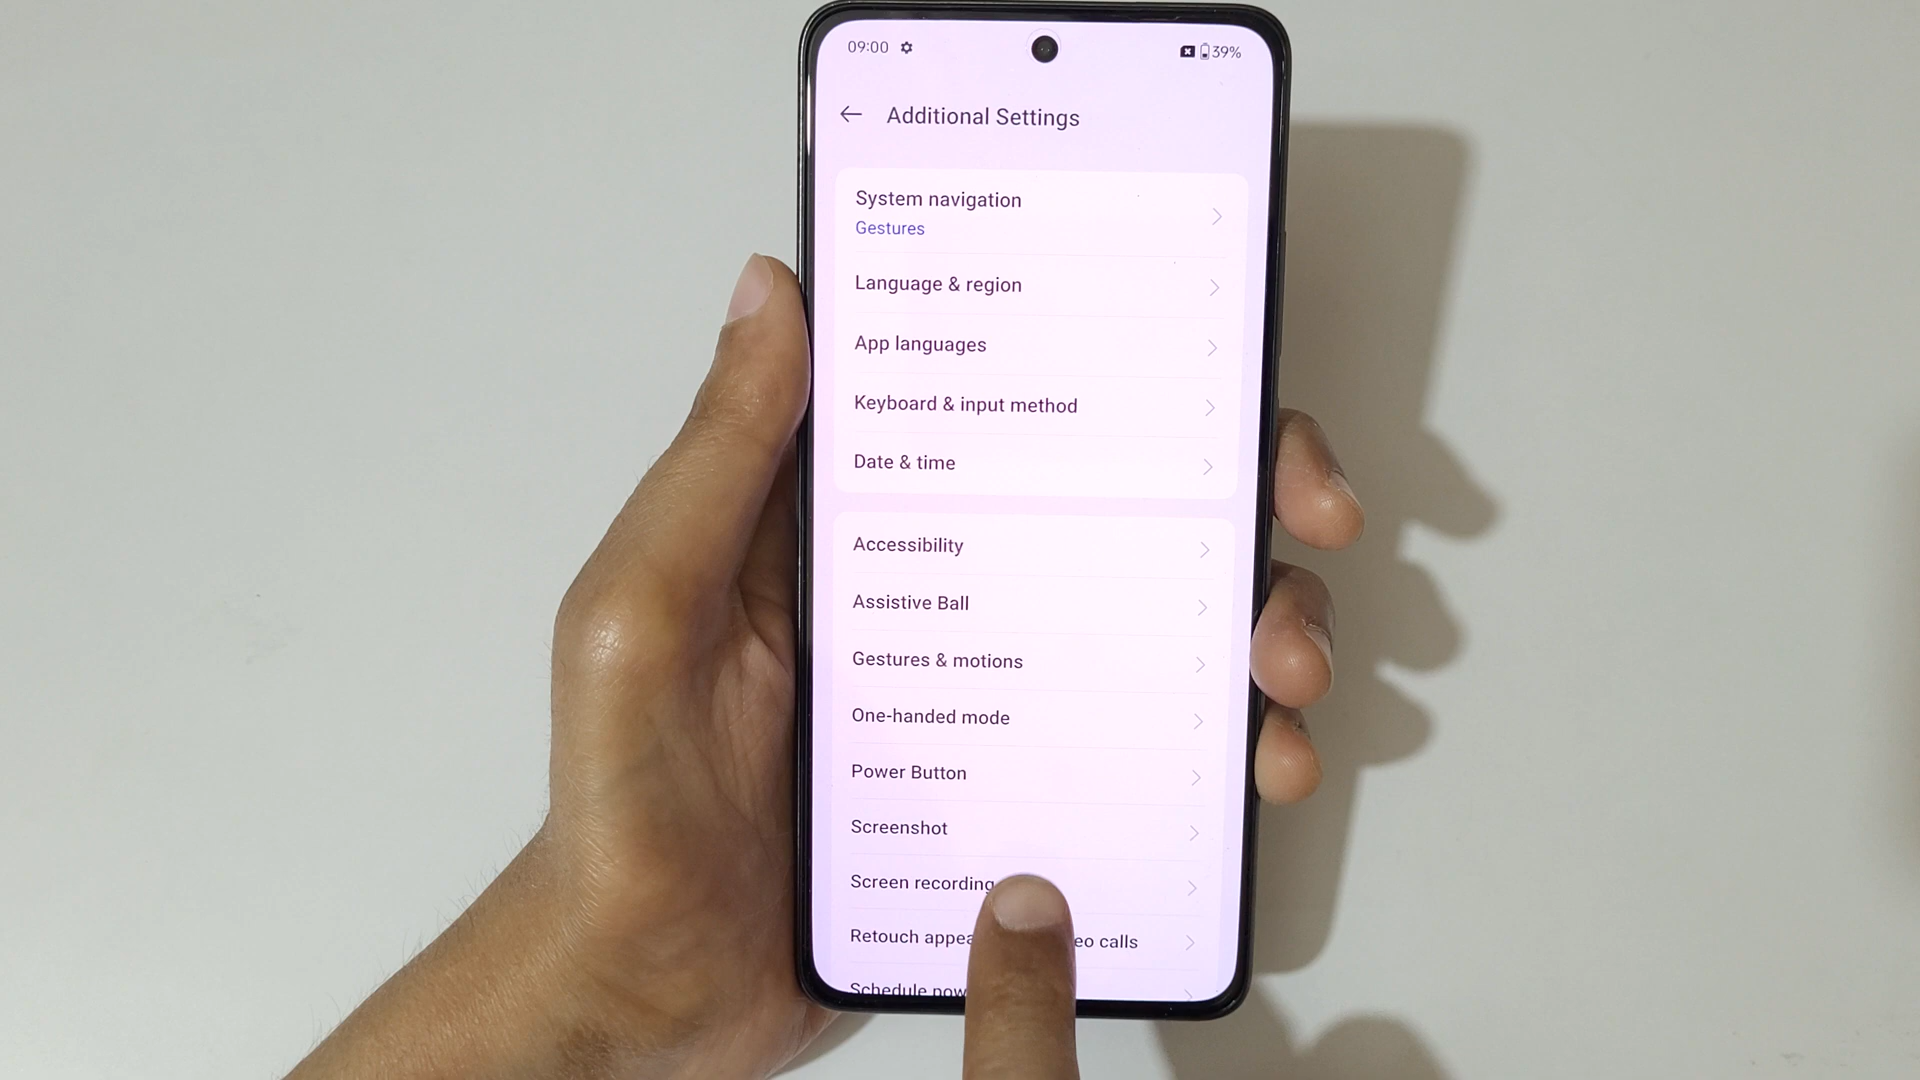 09:00
39%
Additional Settings
System navigation
Gestures
Language & region
App languages
Keyboard & input method
Date & time
Accessibility
Assistive Ball
Gestures & motions
One-handed mode
Power Button
Screenshot
Screen recording
Retouch calls
Schedule